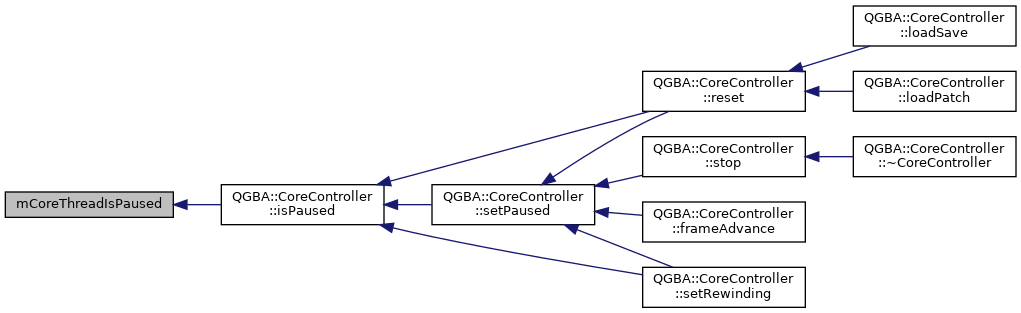 QGBA::CoreController
::loadSave
QGBA::CoreController
::reset
QGBA::CoreController
::loadPatch
QGBA::CoreController
::stop
QGBA::CoreController
::~CoreController
mCoreThreadIsPaused
QGBA::CoreController
::isPaused
QGBA::CoreController
::setPaused
QGBA::CoreController
::frameAdvance
QGBA::CoreController
::setRewinding